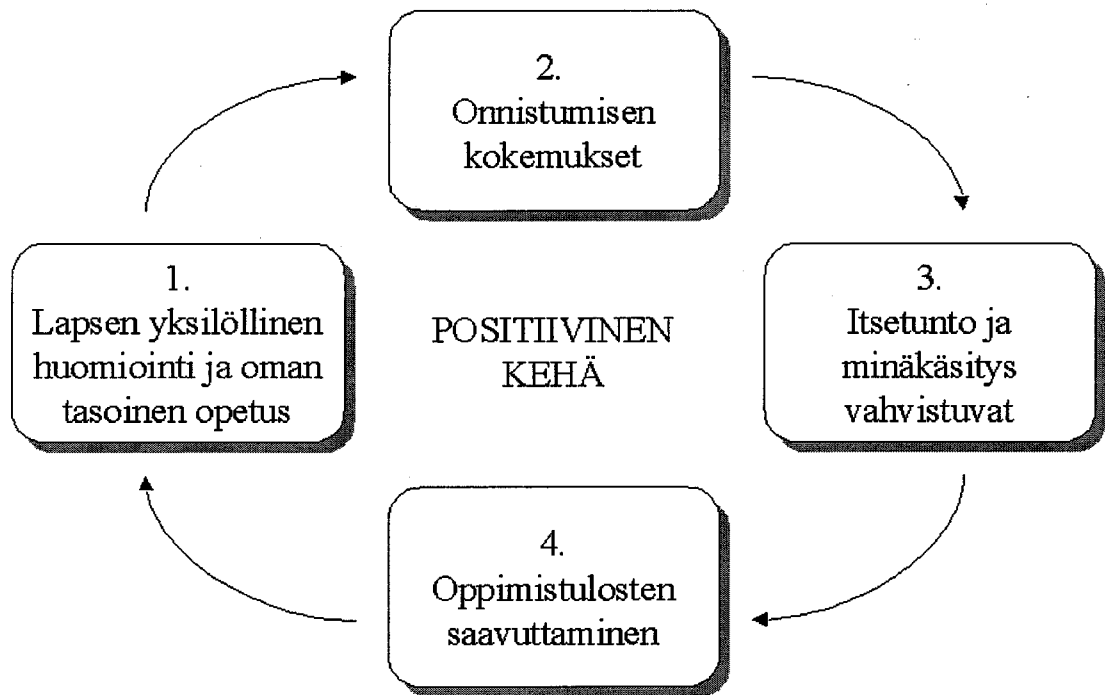 1.
Lapsen yksilöllinen
huomiointi ja oman
tasoinen opetus
2.
Onnistumisen
kokemukset
3.
Itsetunto ja
minäkäsitys
vahvistuvat
4.
Oppimistulosten
saavuttaminen
POSITIIVINEN
KEHÄ